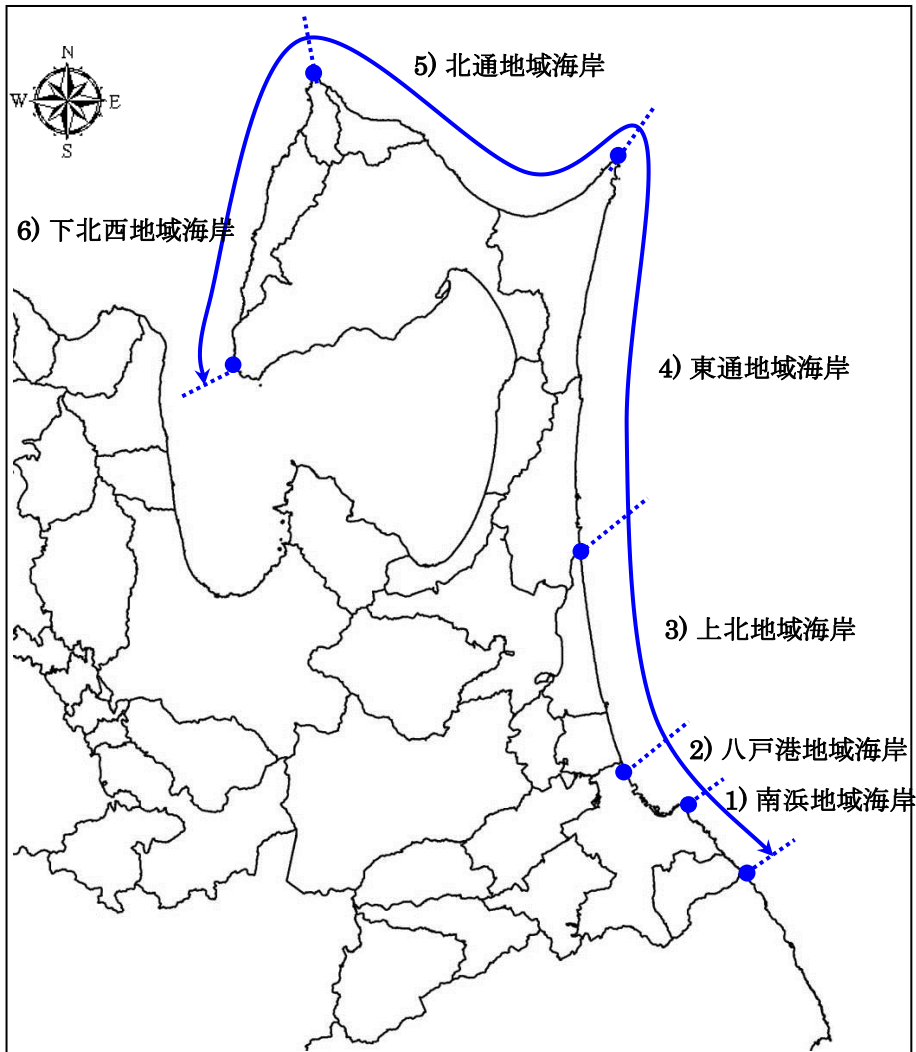 5) 北通地域海岸
N
W
E
S
6) 下北西地域海岸
4) 東通地域海岸
3) 上北地域海岸
2) 八戸港地域海岸
1) 南浜地域海岸